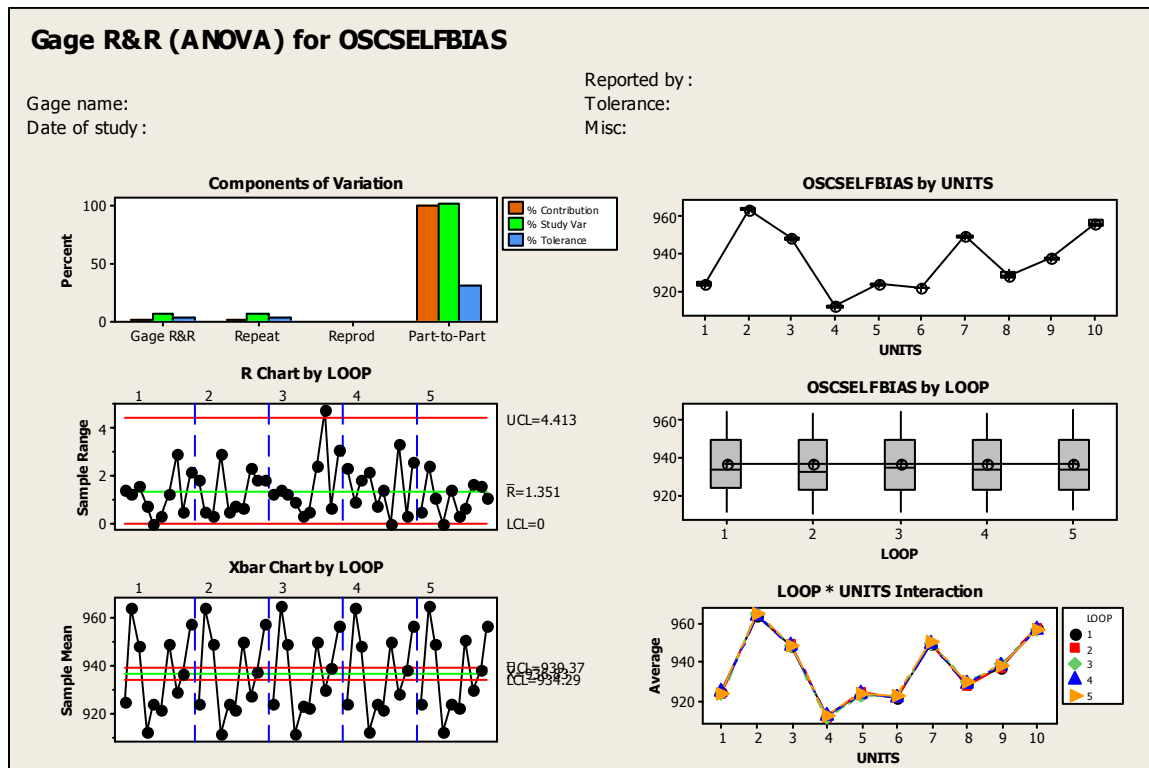 Gage R&R (ANOVA) for OSCSELFBIAS
Reported by :
Gage name:
Tolerance:
Date of study :
Misc:
Components of Variation
Percent
100
50
0
Gage R&R Repeat Reprod Part-to-Part
% Contribution
% Study Var
% Tolerance
R Chart by LOOP
1 2 3 4 5
Sample Range
4
2
0
UCL=4.413
R=1.351
LCL=0
Xbar Chart by LOOP
1 2 3 4 5
Sample Mean
960
940
920
UCL=939.37
LCL=934.29
OSCSELFBIAS by UNITS
960
940
920
1 2 3 4 5 6 7 8 9 10
UNITS
OSCSELFBIAS by LOOP
960
940
920
1 2 3 4 5
LOOP
LOOP * UNITS Interaction
Average
960
940
920
1 2 3 4 5 6 7 8 9 10
UNITS
LOOP
1
2
3
4
5